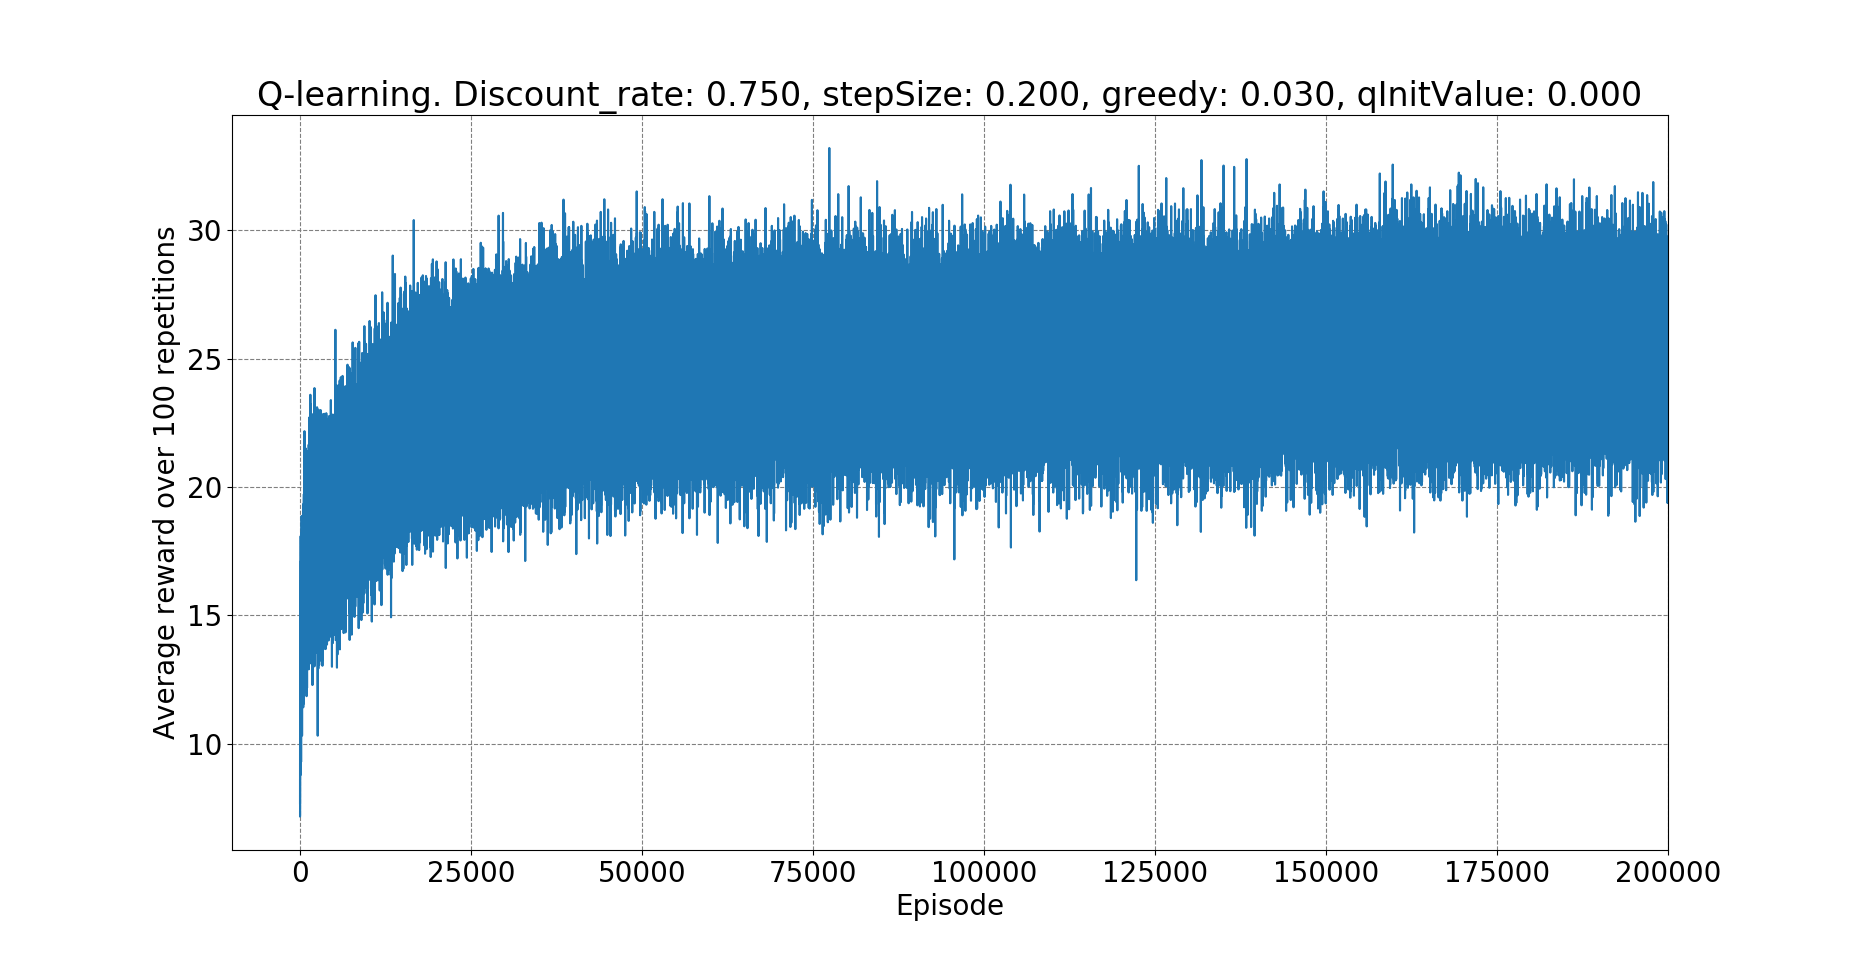 Q-learning. Discount_rate: 0.750, stepSize: 0.200, greedy: 0.030, qInitValue: 0.000
Average reward over 100 repetitions
30
25
20
15
10
0 25000 50000 75000 100000 125000 150000 175000 200000
Episode